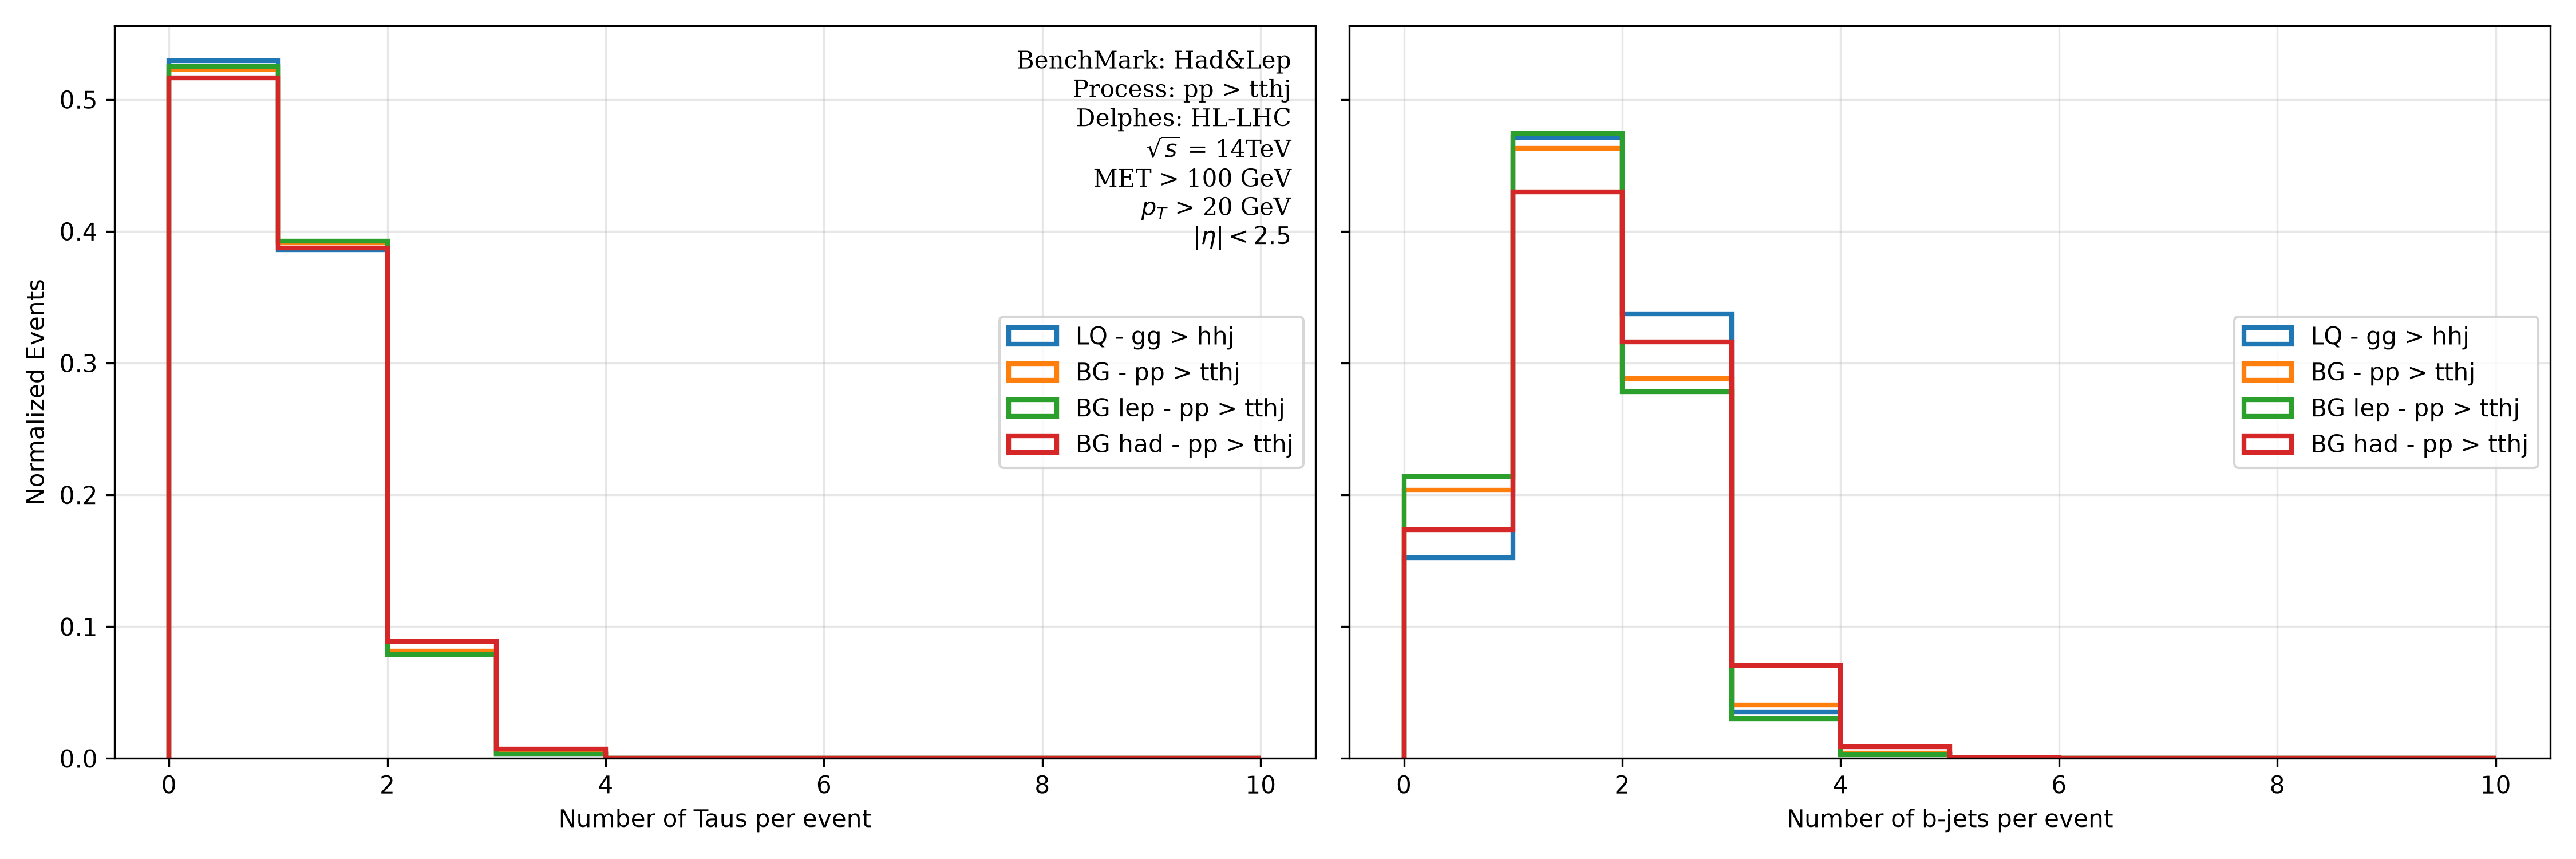 BenchMark: Had&Lep
Process: pp > tthj
Delphes: HL-LHC
√s = 14TeV
MET > 100 GeV
p_T > 20 GeV
|η| < 2.5
LQ - gg > hhj
BG - pp > tthj
BG lep - pp > tthj
BG had - pp > tthj
Normalized Events
0.5
0.4
0.3
0.2
0.1
0.0
0 2 4 6 8 10
Number of Taus per event
LQ - gg > hhj
BG - pp > tthj
BG lep - pp > tthj
BG had - pp > tthj
0 2 4 6 8 10
Number of b-jets per event